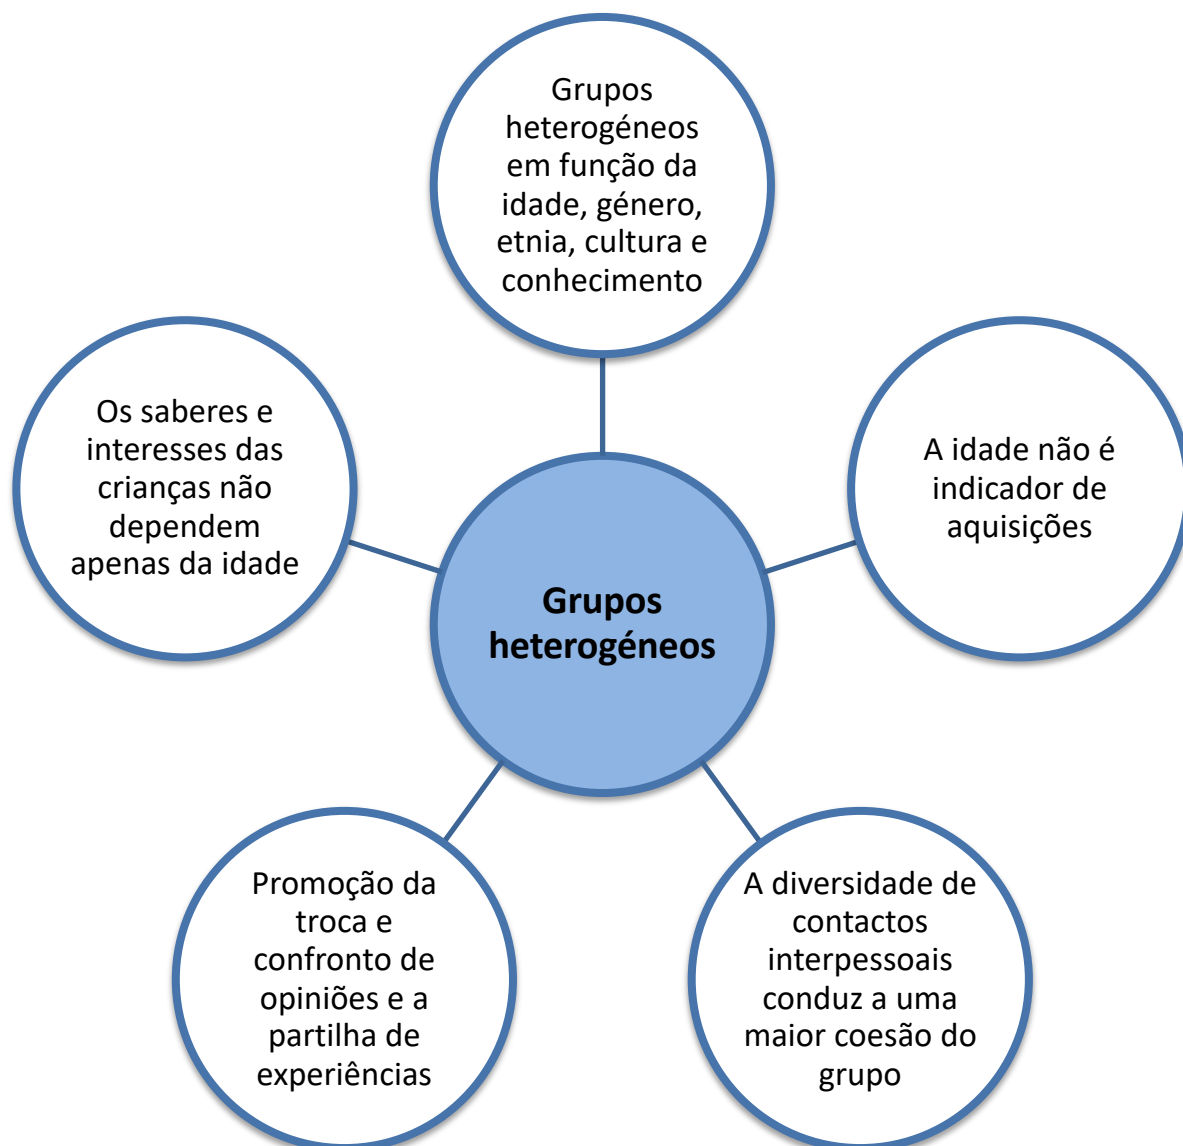 Grupos
heterogéneos
em função da
idade, género,
etnia, cultura e
conhecimento
Os saberes e
interesses das
crianças não
dependem
apenas da idade
A idade não é
indicador de
aquisições
Grupos
heterogéneos
Promoção da
troca e
confronto de
opiniões e a
partilha de
experiências
A diversidade de
contactos
interpessoais
conduz a uma
maior coesão do
grupo